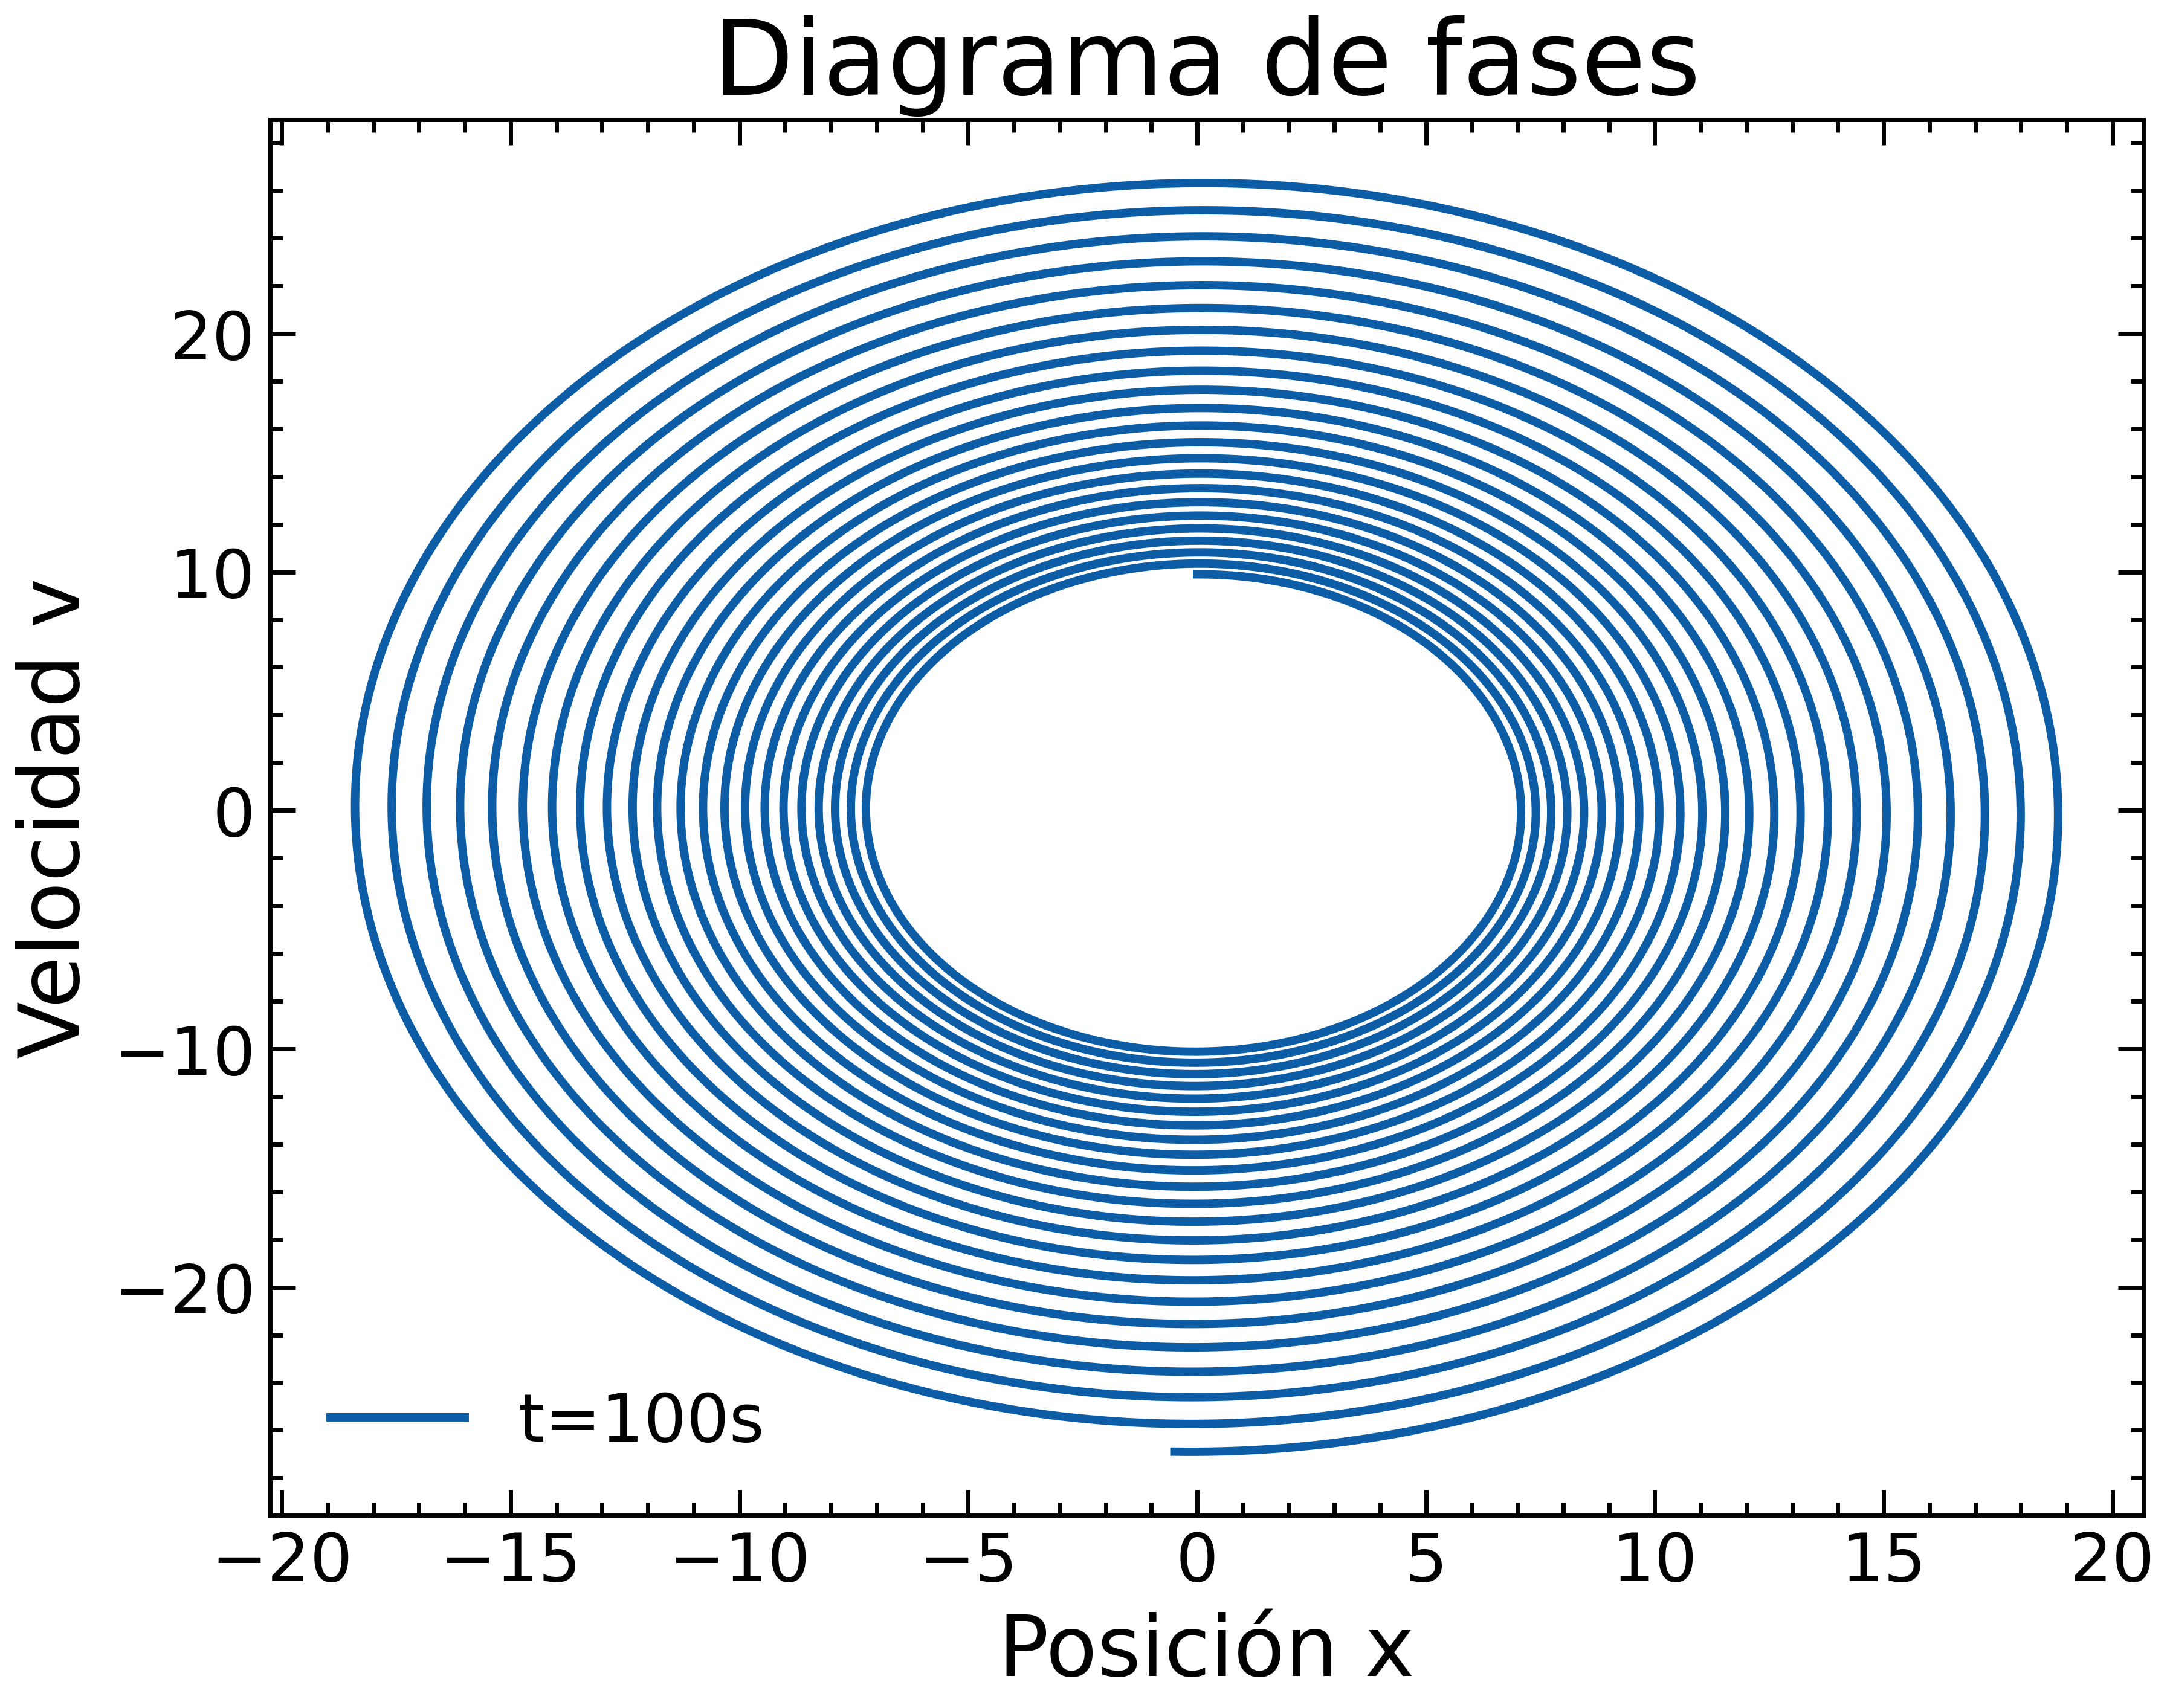 Diagrama de fases
Velocidad v
20
10
0
−10
−20
t=100s
−20 −15 −10 −5 0 5 10 15 20
Posición x